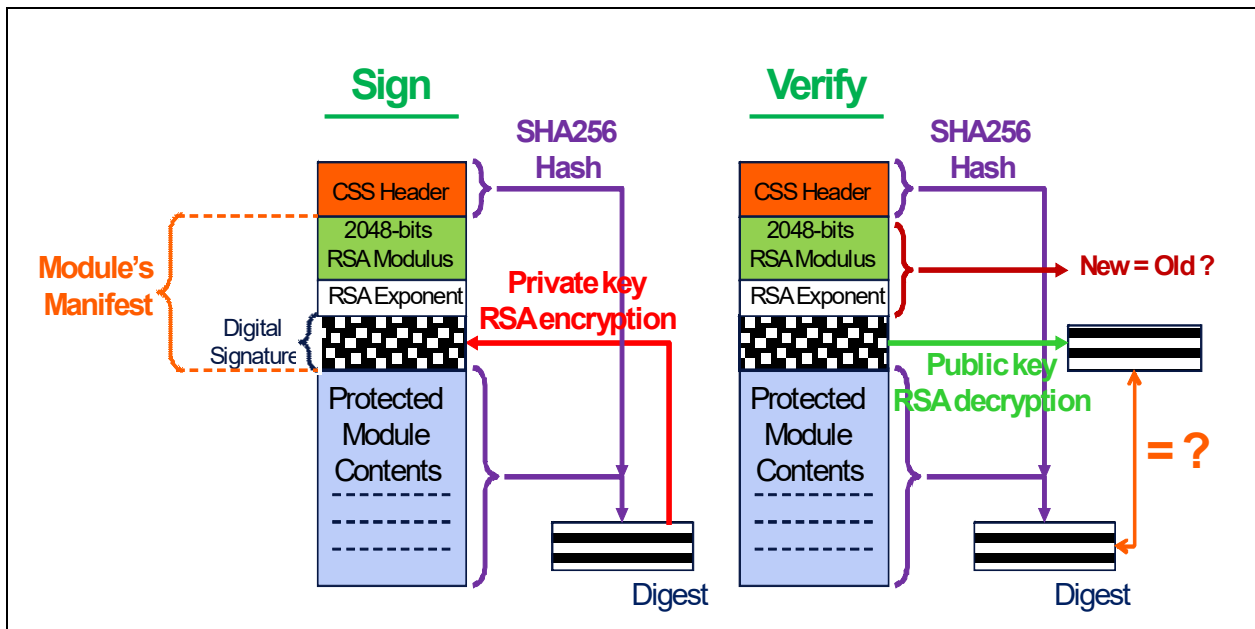 Sign
SHA256
Hash
CSS Header
2048-bits
RSA Modulus
RSA Exponent
Module's
Manifest
Digital
Signature
Private key
RSA encryption
Protected
Module
Contents
Digest
Verify
SHA256
Hash
CSS Header
2048-bits
RSA Modulus
RSA Exponent
New = Old ?
Public key
RSA decryption
Protected
Module
Contents
= ?
Digest